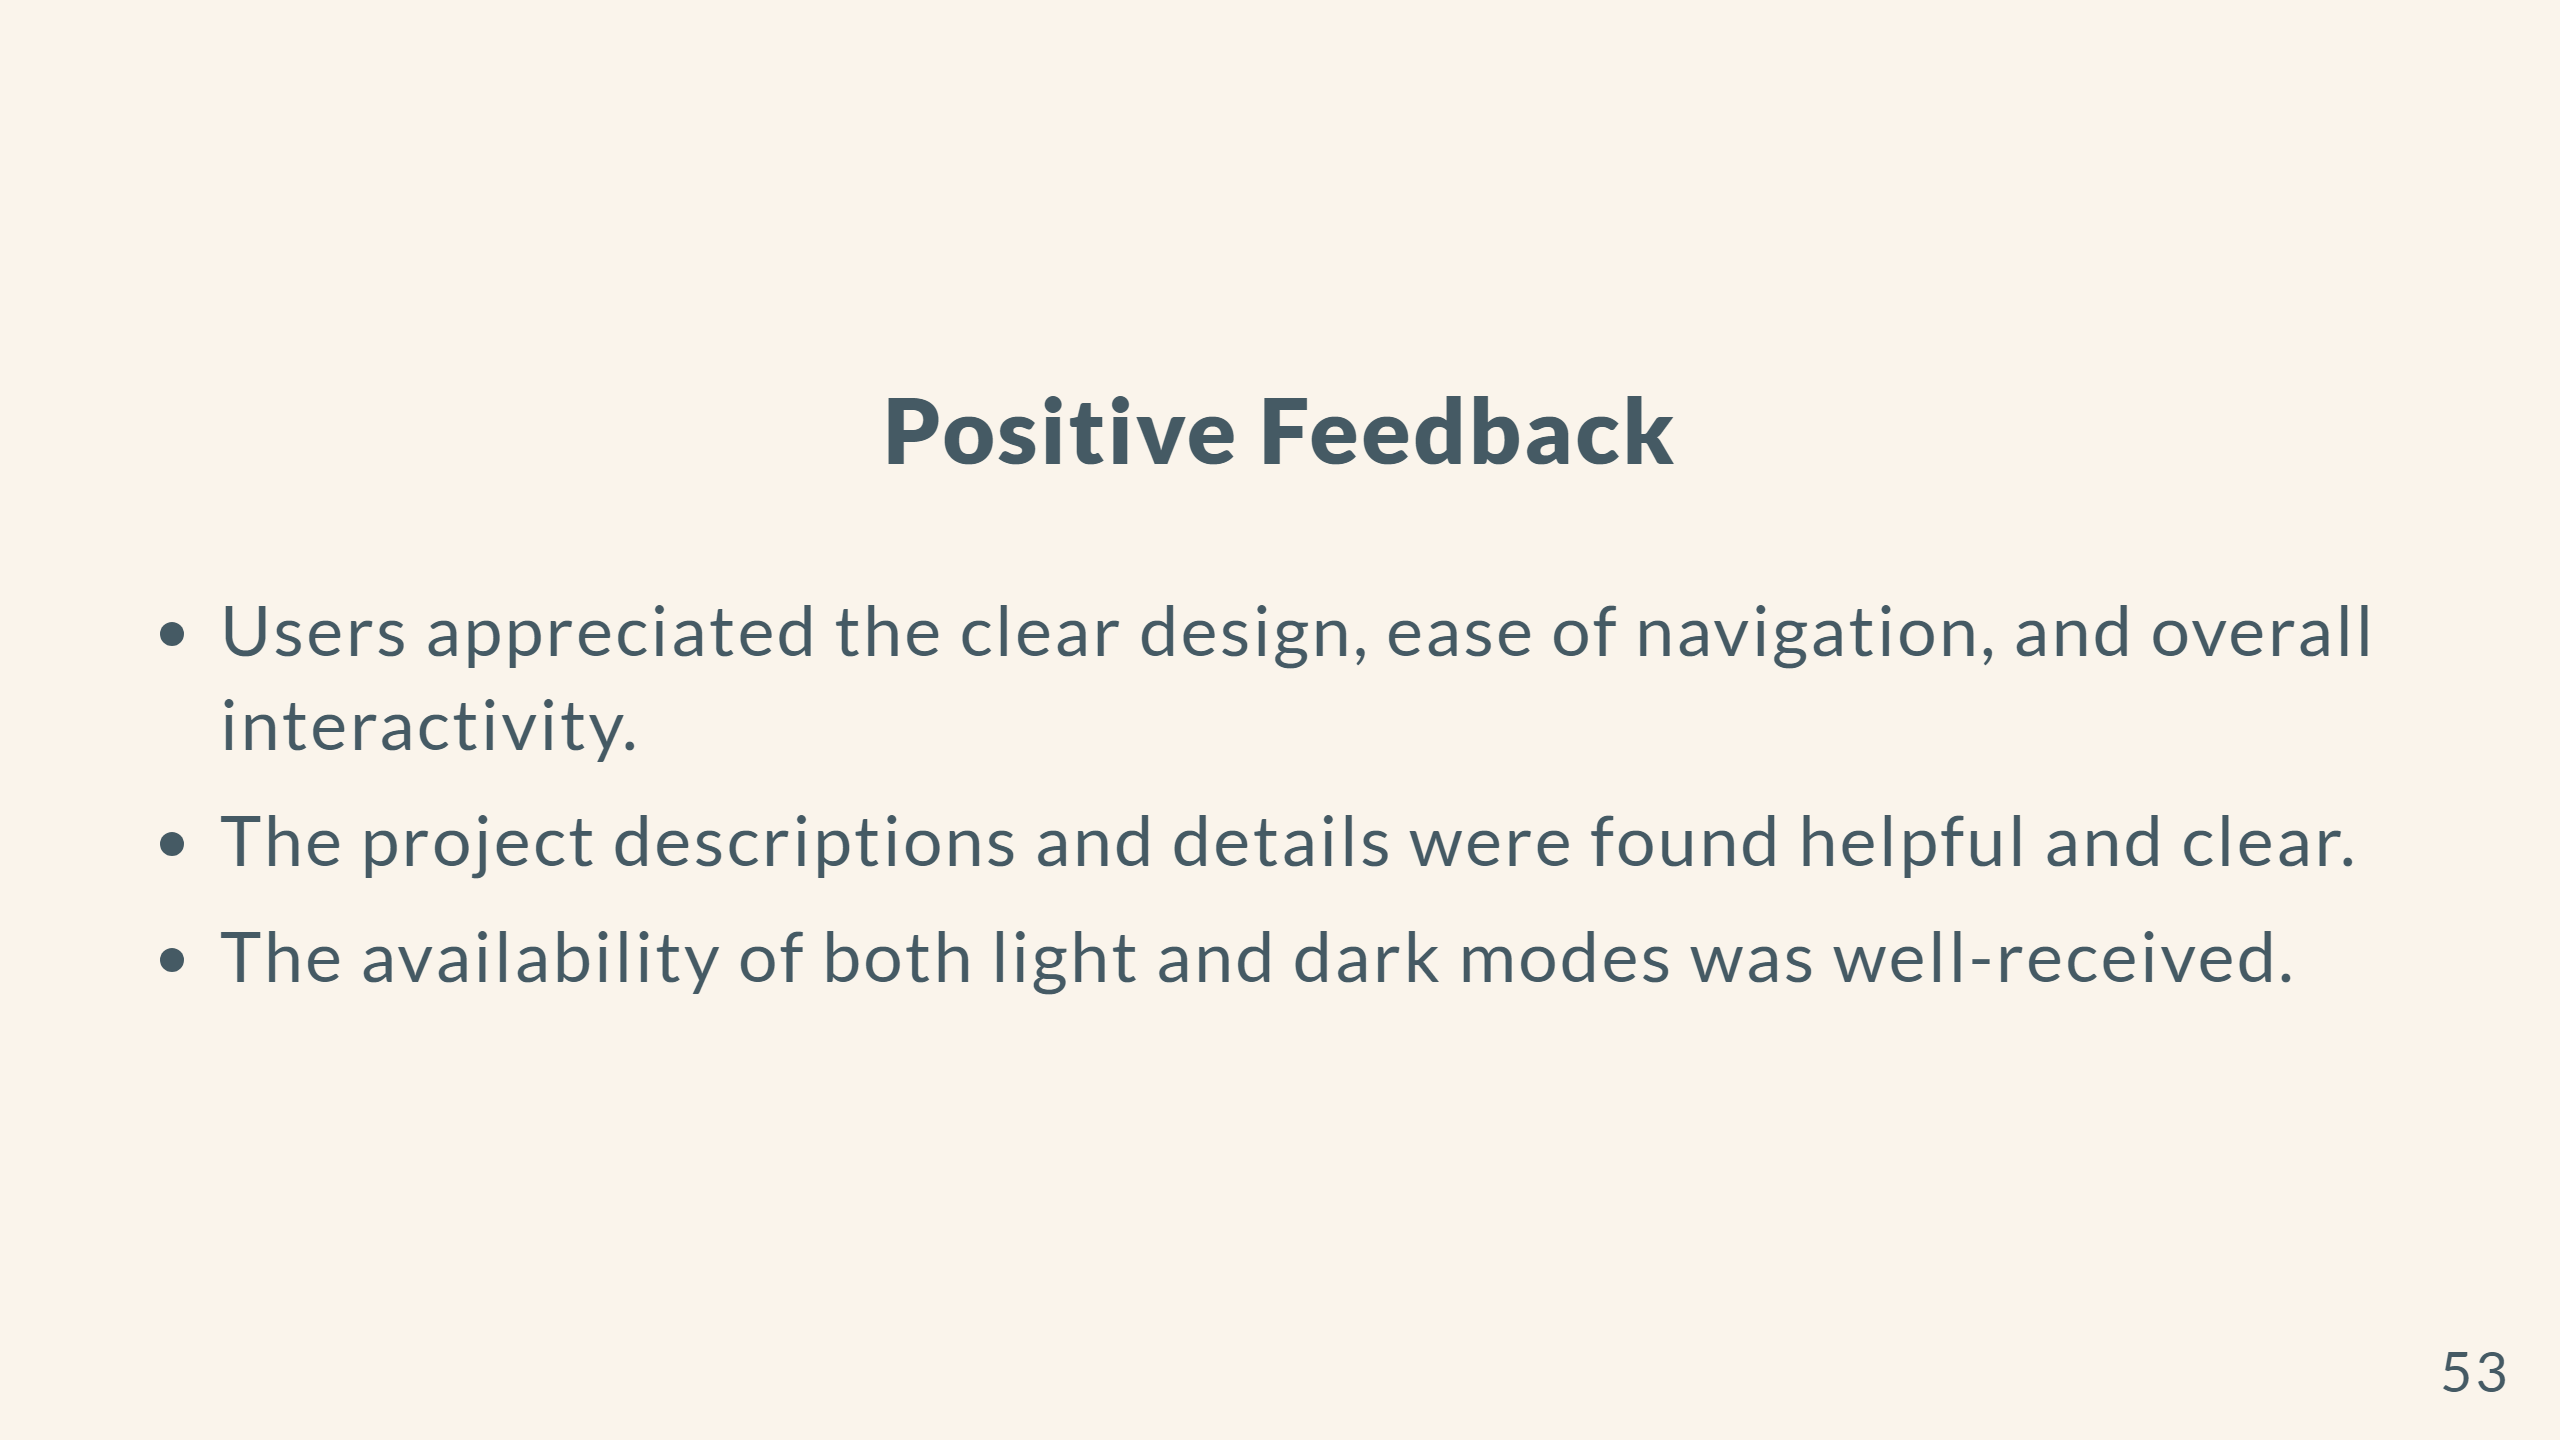 Positive Feedback
• Users appreciated the clear design, ease of navigation, and overall
interactivity.
• The project descriptions and details were found helpful and clear.
• The availability of both light and dark modes was well-received.
53